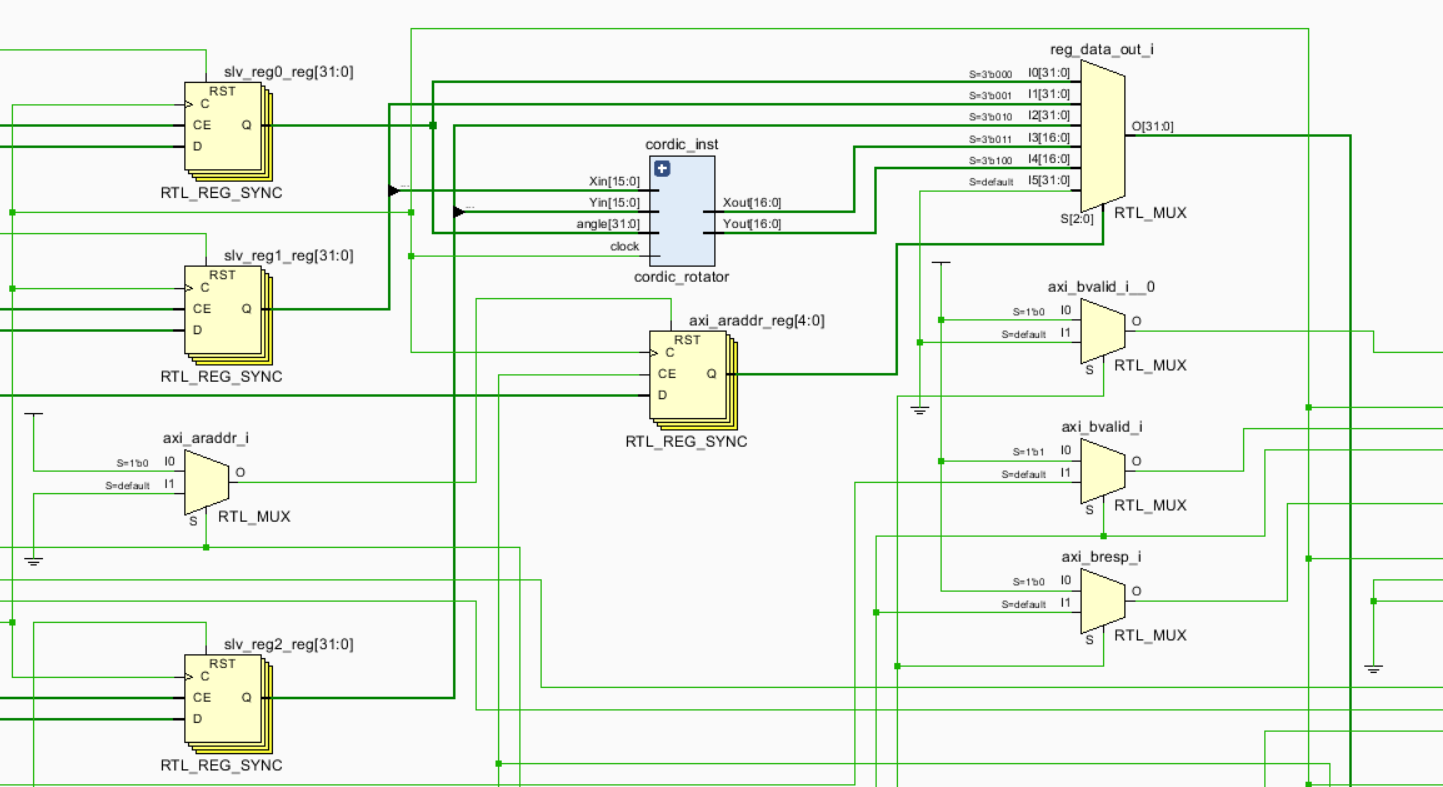 slv_reg0_reg[31:0]
RST
C
CE
D
Q
RTL_REG_SYNC
slv_reg1_reg[31:0]
RST
C
CE
D
Q
RTL_REG_SYNC
axi_araddr_i
S=1'b0 I0
S=default I1
O
S
RTL_MUX
slv_reg2_reg[31:0]
RST
C
CE
D
Q
RTL_REG_SYNC
...
...
cordic_inst
Xin[15:0]
Yin[15:0]
angle[31:0]
clock
Xout[16:0]
Yout[16:0]
cordic_rotator
axi_araddr_reg[4:0]
RST
C
CE
D
Q
RTL_REG_SYNC
reg_data_out_i
S=3'b000 I0[31:0]
S=3'b001 I1[31:0]
S=3'b010 I2[31:0]
S=3'b011 I3[16:0]
S=3'b100 I4[16:0]
S=default I5[31:0]
O[31:0]
S[2:0]
RTL_MUX
axi_bvalid_i__0
S=1'b0 I0
S=default I1
O
S
RTL_MUX
axi_bvalid_i
S=1'b1 I0
S=default I1
O
S
RTL_MUX
axi_bresp_i
S=1'b0 I0
S=default I1
O
S
RTL_MUX